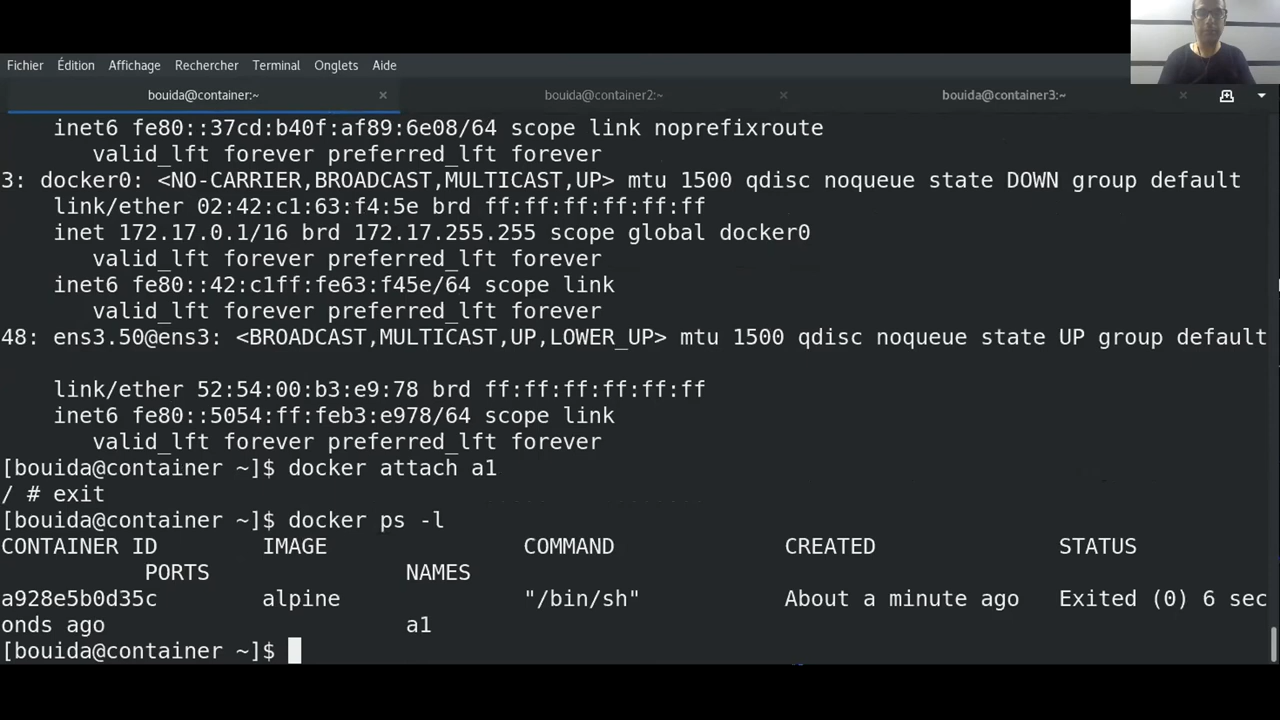 Fichier Édition Affichage Rechercher Terminal Onglets Aide
bouida@container:~ × bouida@container2:~ × bouida@container3:~ ×
inet6 fe80::37cd:b40f:af89:6e08/64 scope link noprefixroute
valid_lft forever preferred_lft forever
3: docker0: <NO-CARRIER,BROADCAST,MULTICAST,UP> mtu 1500 qdisc noqueue state DOWN group default
link/ether 02:42:c1:63:f4:5e brd ff:ff:ff:ff:ff:ff
inet 172.17.0.1/16 brd 172.17.255.255 scope global docker0
valid_lft forever preferred_lft forever
inet6 fe80::42:c1ff:fe63:f45e/64 scope link
valid_lft forever preferred_lft forever
48: ens3.50@ens3: <BROADCAST,MULTICAST,UP,LOWER_UP> mtu 1500 qdisc noqueue state UP group default
link/ether 52:54:00:b3:e9:78 brd ff:ff:ff:ff:ff:ff
inet6 fe80::5054:ff:feb3:e978/64 scope link
valid_lft forever preferred_lft forever
[bouida@container ~]$ docker attach a1
/ # exit
[bouida@container ~]$ docker ps -l
CONTAINER ID IMAGE COMMAND CREATED STATUS
PORTS NAMES
a928e5b0d35c alpine "/bin/sh" About a minute ago Exited (0) 6 sec
onds ago a1
[bouida@container ~]$